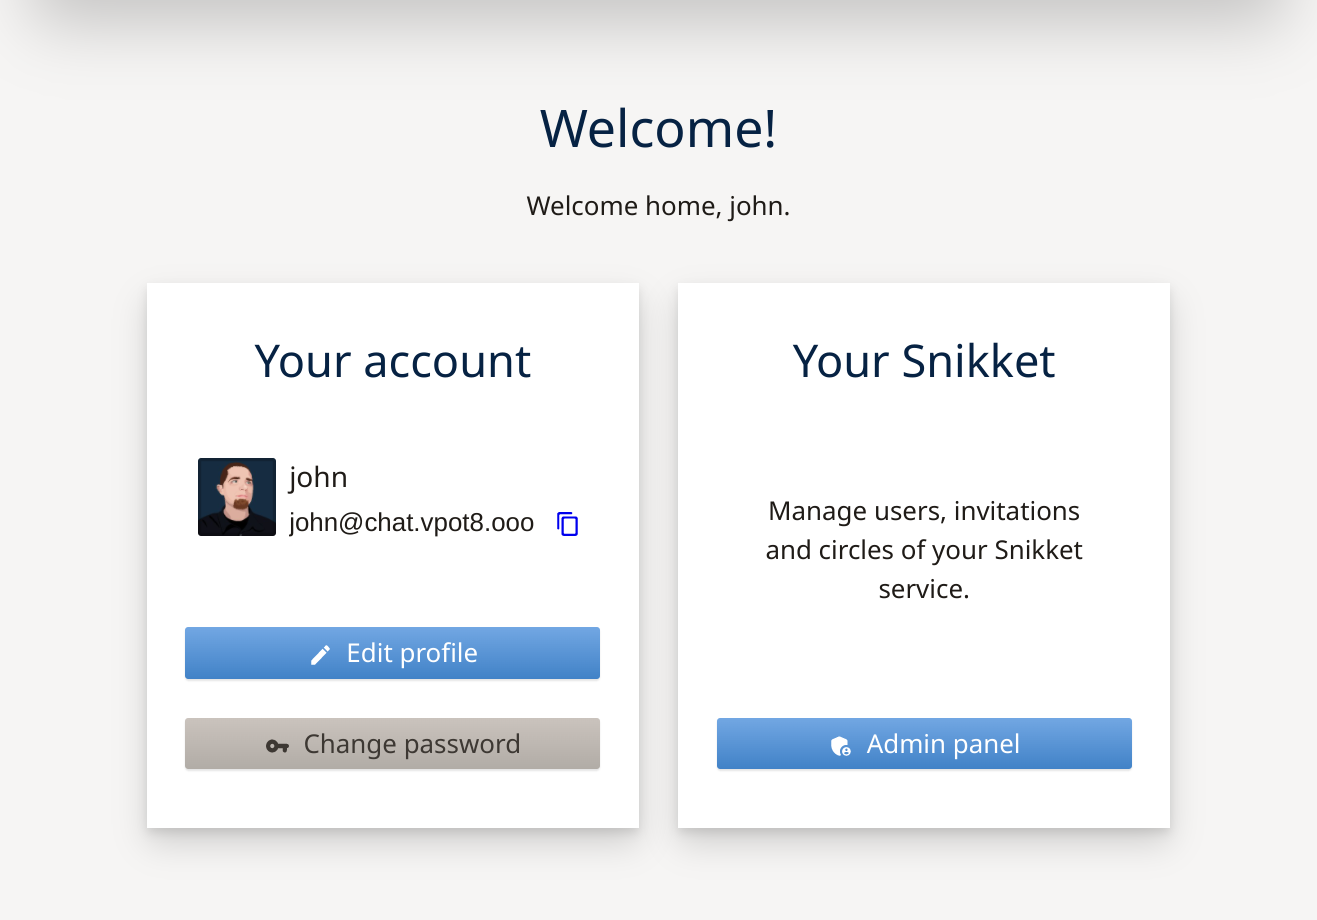 Welcome!
Welcome home, john.
Your account
john
john@chat.vpot8.ooo
Edit profile
Change password
Your Snikket
Manage users, invitations
and circles of your Snikket
service.
Admin panel